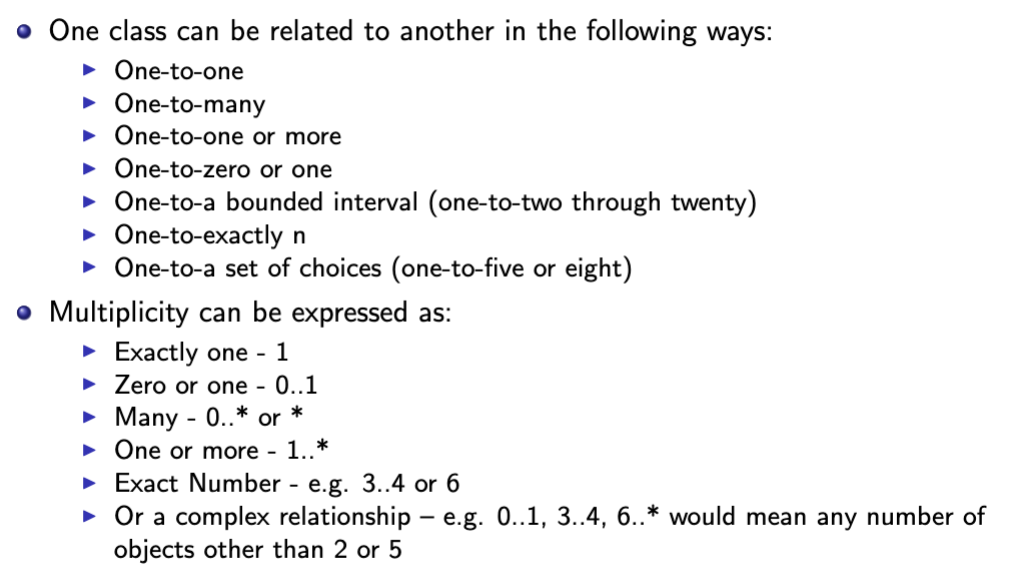 One class can be related to another in the following ways:
One-to-one
One-to-many
One-to-one or more
One-to-zero or one
One-to-a bounded interval (one-to-two through twenty)
One-to-exactly n
One-to-a set of choices (one-to-five or eight)
Multiplicity can be expressed as:
Exactly one - 1
Zero or one - 0..1
Many - 0..* or *
One or more - 1..*
Exact Number - e.g. 3..4 or 6
Or a complex relationship – e.g. 0..1, 3..4, 6..* would mean any number of
objects other than 2 or 5